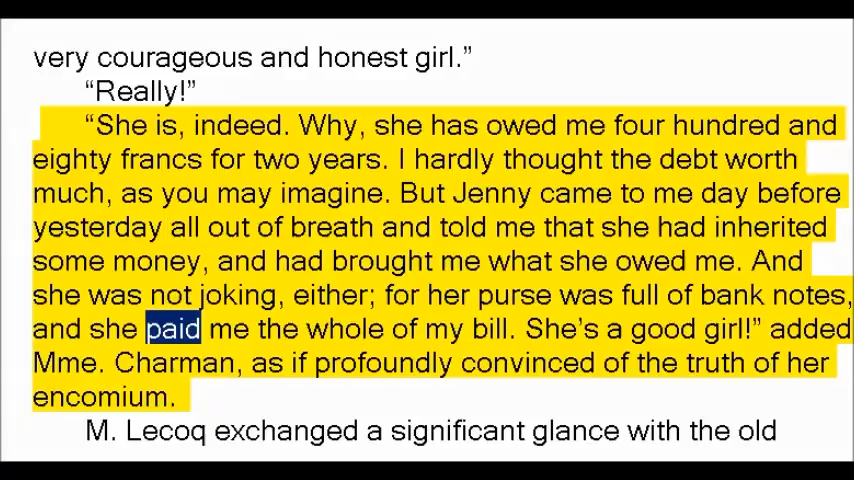 very courageous and honest girl.”
“Really!”
“She is, indeed. Why, she has owed me four hundred and
eighty francs for two years. I hardly thought the debt worth
much, as you may imagine. But Jenny came to me day before
yesterday all out of breath and told me that she had inherited
some money, and had brought me what she owed me. And
she was not joking, either; for her purse was full of bank notes,
and she paid me the whole of my bill. She’s a good girl!” added
Mme. Charman, as if profoundly convinced of the truth of her
encomium.
M. Lecoq exchanged a significant glance with the old